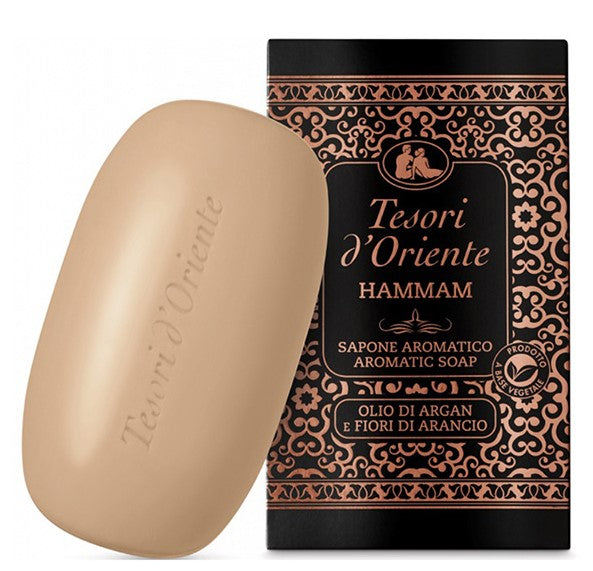 Tesori d'Oriente
Tesori
d'Oriente
HAMMAM
SAPONE AROMATICO
AROMATIC SOAP
PRODOTTO
A BASE VEGETALE
OLIO DI ARGAN
E FIORI DI ARANCIO